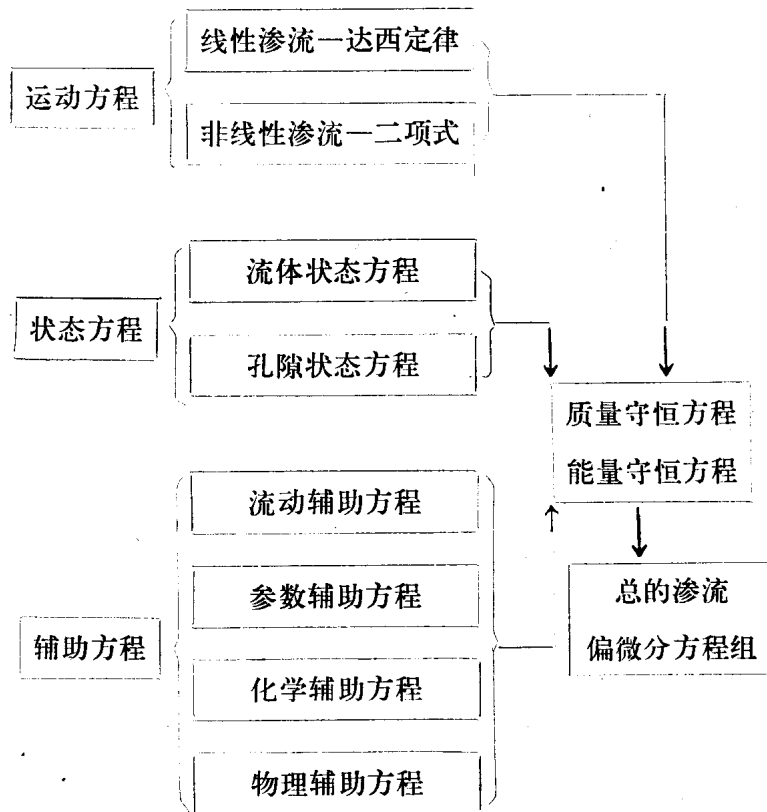 线性渗流—达西定律
运动方程
非线性渗流—二项式
流体状态方程
状态方程
孔隙状态方程
质量守恒方程
能量守恒方程
流动辅助方程
参数辅助方程
总的渗流
偏微分方程组
辅助方程
化学辅助方程
物理辅助方程